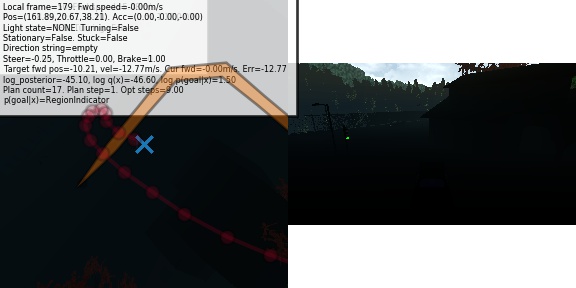 Local frame=179. Fwd speed=-0.00m/s
Pos=(161.89,20.67,38.21). Acc=(0.00,-0.00,-0.00)
Light state=NONE. Turning=False
Stationary=False. Stuck=False
Direction string=empty
Steer=-0.25, Throttle=0.00, Brake=1.00
Target fwd pos=-10.21, vel=-12.77m/s. Cur fwd=-0.00m/s, Err=-12.77
log_posterior=-45.10, log q(x)=-46.60, log p(goal|x)=1.50
Plan count=17. Plan step=1. Opt steps=9.00
p(goal|x)=RegionIndicator